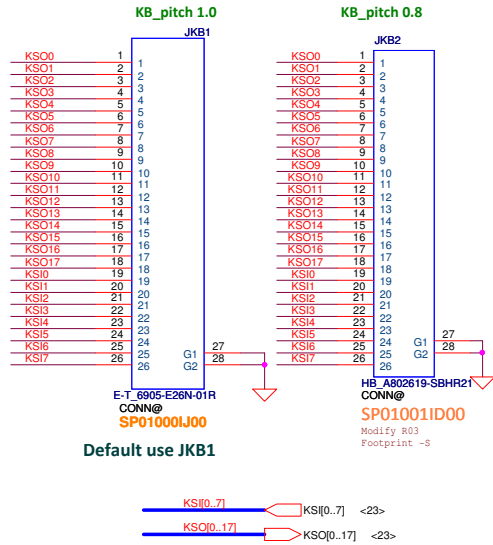 KB_pitch 1.0
JKB1
KSO0 1 1
KSO1 2 2
KSO2 3 3
KSO3 4 4
KSO4 5 5
KSO5 6 6
KSO6 7 7
KSO7 8 8
KSO8 9 9
KSO9 10 10
KSO10 11 11
KSO11 12 12
KSO12 13 13
KSO13 14 14
KSO14 15 15
KSO15 16 16
KSO16 17 17
KSO17 18 18
KSI0 19 19
KSI1 20 20
KSI2 21 21
KSI3 22 22
KSI4 23 23
KSI5 24 24
KSI6 25 25 G1 27
KSI7 26 26 G2 28
E-T_6905-E26N-01R
CONN@
SP01000IJ00
Default use JKB1
KB_pitch 0.8
JKB2
KSO0 1 1
KSO1 2 2
KSO2 3 3
KSO3 4 4
KSO4 5 5
KSO5 6 6
KSO6 7 7
KSO7 8 8
KSO8 9 9
KSO9 10 10
KSO10 11 11
KSO11 12 12
KSO12 13 13
KSO13 14 14
KSO14 15 15
KSO15 16 16
KSO16 17 17
KSO17 18 18
KSI0 19 19
KSI1 20 20
KSI2 21 21
KSI3 22 22
KSI4 23 23
KSI5 24 24 G1 27
KSI6 25 25 G2 28
KSI7 26 26
HB_A802619-SBHR21
CONN@
SP01001ID00
Modify R03
Footprint -S
KSI[0..7] KSI[0..7] <23>
KSO[0..17] KSO[0..17] <23>